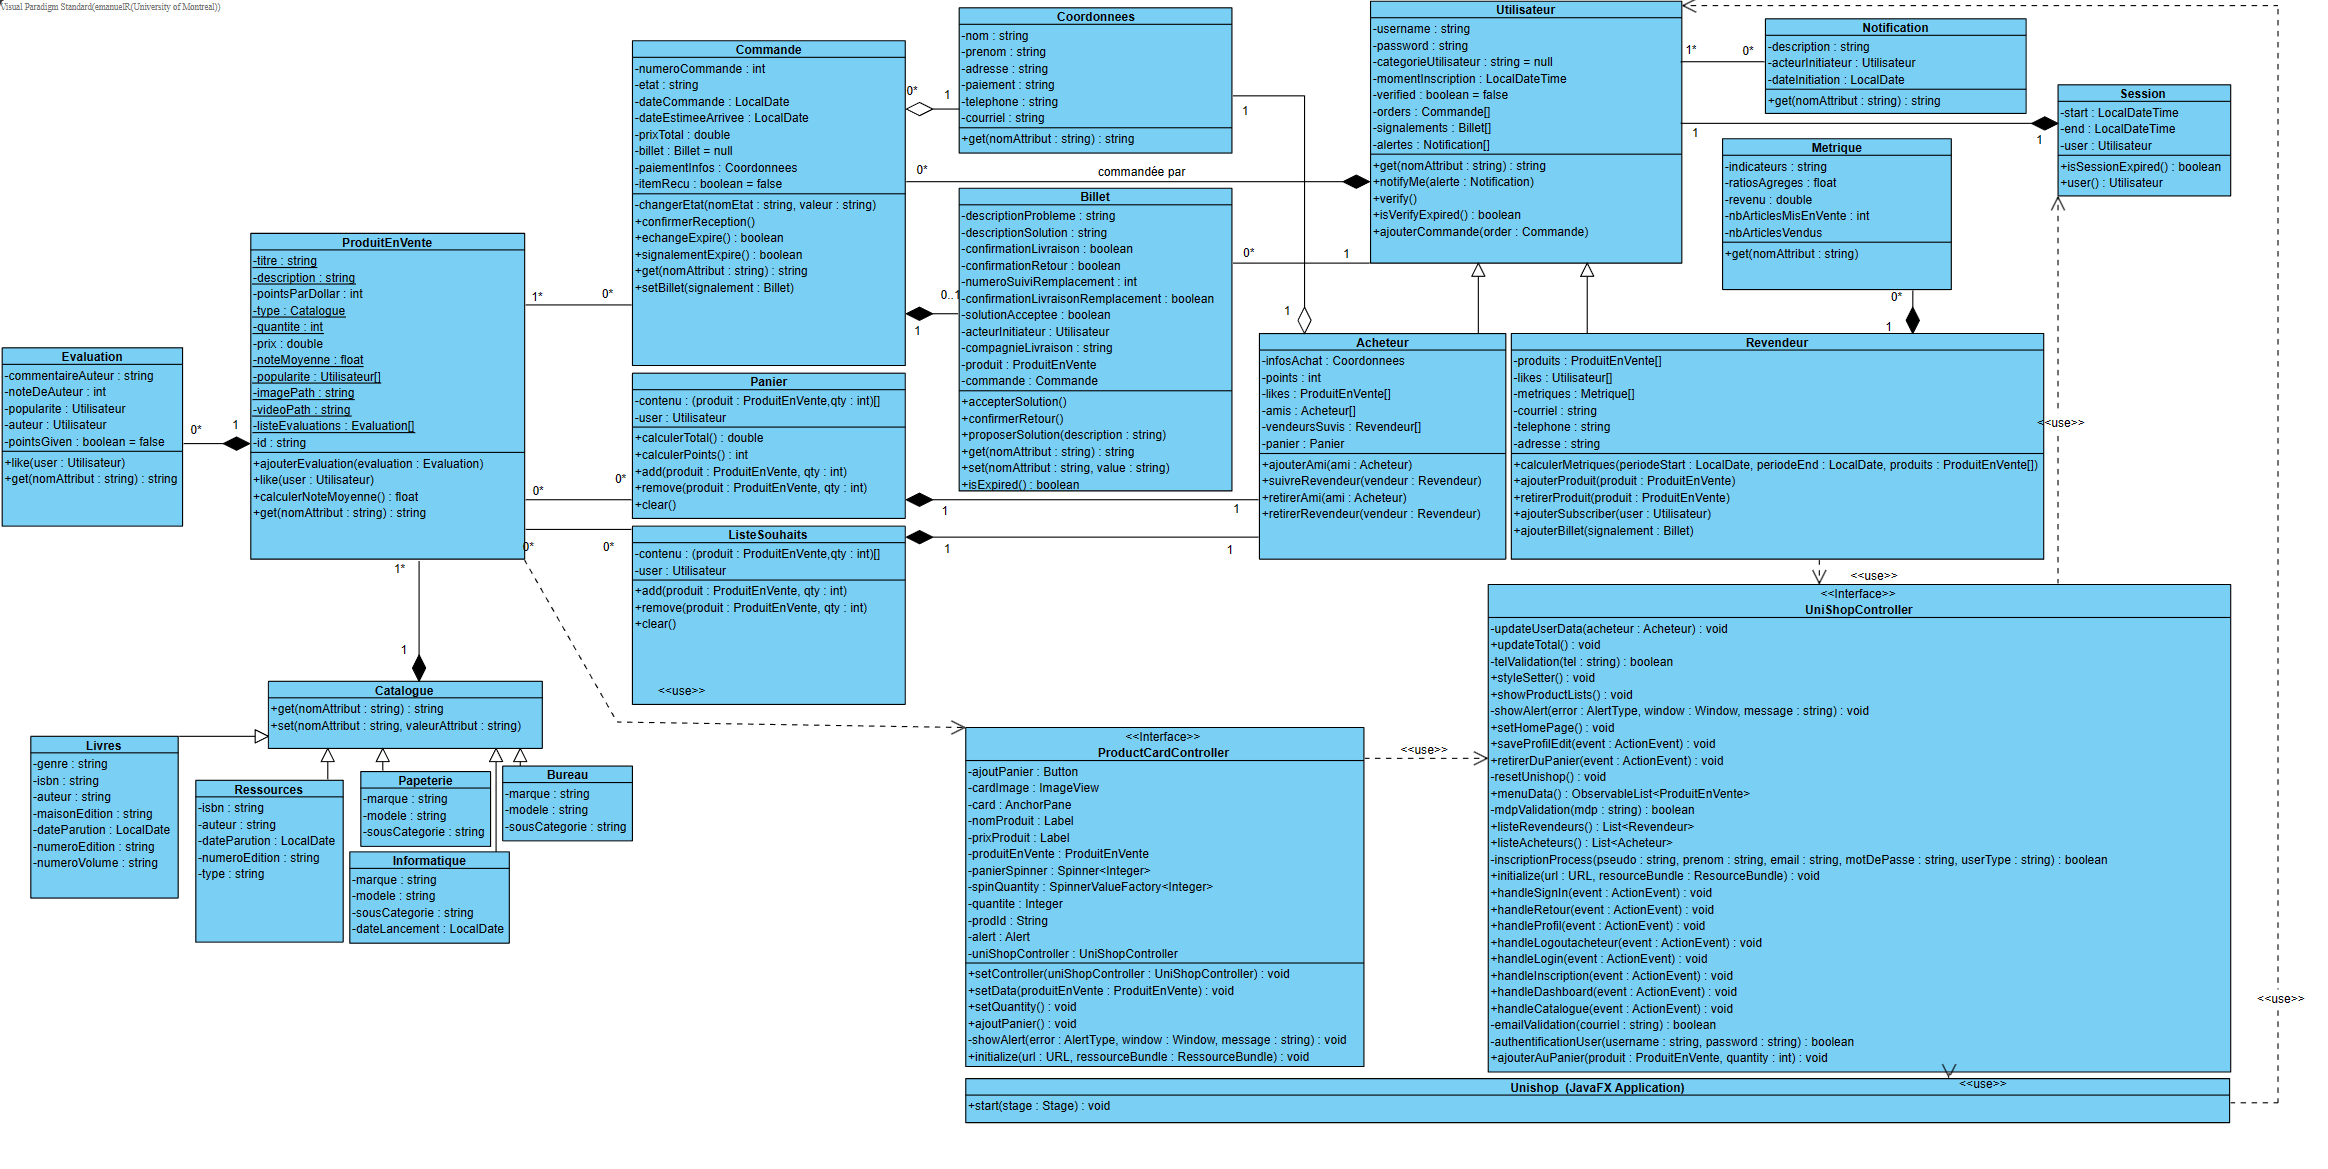 Visual Paradigm Standard(emanuelR(University of Montreal))
Commande
-numeroCommande : int
-etat : string
-dateCommande : LocalDate
-dateEstimeeArrivee : LocalDate
-prixTotal : double
-billet : Billet = null
-paiementInfos : Coordonnees
-itemRecu : boolean = false
-changerEtat(nomEtat : string, valeur : string)
+confirmerReception()
+echangeExpire() : boolean
+signalementExpire() : boolean
+get(nomAttribut : string) : string
+setBillet(signalement : Billet)
Coordonnees
-nom : string
-prenom : string
-adresse : string
-paiement : string
-telephone : string
-courriel : string
+get(nomAttribut : string) : string
Utilisateur
-username : string
-password : string
-categorieUtilisateur : string = null
-momentInscription : LocalDateTime
-verified : boolean = false
-orders : Commande[]
-signalements : Billet[]
-alertes : Notification[]
+get(nomAttribut : string) : string
+notifyMe(alerte : Notification)
+verify()
+isVerifyExpired() : boolean
+ajouterCommande(order : Commande)
Notification
-description : string
-acteurInitiateur : Utilisateur
-dateInitiation : LocalDate
+get(nomAttribut : string) : string
Session
-start : LocalDateTime
-end : LocalDateTime
-user : Utilisateur
+isSessionExpired() : boolean
+user() : Utilisateur
Metrique
-indicateurs : string
-ratiosAgreges : float
-revenu : double
-nbArticlesMisEnVente : int
-nbArticlesVendus
+get(nomAttribut : string)
1* 0*
1 1
0* 1
1
0*
commandée par
0* 1
0..1
1
1
0*
1
1* 0*
Billet
-descriptionProbleme : string
-descriptionSolution : string
-confirmationLivraison : boolean
-confirmationRetour : boolean
-numeroSuiviRemplacement : int
-confirmationLivraisonRemplacement : boolean
-solutionAcceptee : boolean
-acteurInitiateur : Utilisateur
-compagnieLivraison : string
-produit : ProduitEnVente
-commande : Commande
+accepterSolution()
+confirmerRetour()
+proposerSolution(description : string)
+get(nomAttribut : string) : string
+set(nomAttribut : string, value : string)
+isExpired() : boolean
ProduitEnVente
-titre : string
-description : string
-pointsParDollar : int
-type : Catalogue
-quantite : int
-prix : double
-noteMoyenne : float
-popularite : Utilisateur[]
-imagePath : string
-videoPath : string
-listeEvaluations : Evaluation[]
-id : string
+ajouterEvaluation(evaluation : Evaluation)
+like(user : Utilisateur)
+calculerNoteMoyenne() : float
+get(nomAttribut : string) : string
Evaluation
-commentaireAuteur : string
-noteDeAuteur : int
-popularite : Utilisateur
-auteur : Utilisateur
-pointsGiven : boolean = false
+like(user : Utilisateur)
+get(nomAttribut : string) : string
0* 1
Panier
-contenu : (produit : ProduitEnVente,qty : int)[]
-user : Utilisateur
+calculerTotal() : double
+calculerPoints() : int
+add(produit : ProduitEnVente, qty : int)
+remove(produit : ProduitEnVente, qty : int)
+clear()
0* 0*
1 1
ListeSouhaits
-contenu : (produit : ProduitEnVente,qty : int)[]
-user : Utilisateur
+add(produit : ProduitEnVente, qty : int)
+remove(produit : ProduitEnVente, qty : int)
+clear()
0* 0*
1 1
<<use>>
Acheteur
-infosAchat : Coordonnees
-points : int
-likes : ProduitEnVente[]
-amis : Acheteur[]
-vendeursSuvis : Revendeur[]
-panier : Panier
+ajouterAmi(ami : Acheteur)
+suivreRevendeur(vendeur : Revendeur)
+retirerAmi(ami : Acheteur)
+retirerRevendeur(vendeur : Revendeur)
Revendeur
-produits : ProduitEnVente[]
-likes : Utilisateur[]
-metriques : Metrique[]
-courriel : string
-telephone : string
-adresse : string
+calculerMetriques(periodeStart : LocalDate, periodeEnd : LocalDate, produits : ProduitEnVente[])
+ajouterProduit(produit : ProduitEnVente)
+retirerProduit(produit : ProduitEnVente)
+ajouterSubscriber(user : Utilisateur)
+ajouterBillet(signalement : Billet)
<<use>>
<<use>>
1*
1
Catalogue
+get(nomAttribut : string) : string
+set(nomAttribut : string, valeurAttribut : string)
Livres
-genre : string
-isbn : string
-auteur : string
-maisonEdition : string
-dateParution : LocalDate
-numeroEdition : string
-numeroVolume : string
Ressources
-isbn : string
-auteur : string
-dateParution : LocalDate
-numeroEdition : string
-type : string
Papeterie
-marque : string
-modele : string
-sousCategorie : string
Bureau
-marque : string
-modele : string
-sousCategorie : string
Informatique
-marque : string
-modele : string
-sousCategorie : string
-dateLancement : LocalDate
<<Interface>>
ProductCardController
-ajoutPanier : Button
-cardImage : ImageView
-card : AnchorPane
-nomProduit : Label
-prixProduit : Label
-produitEnVente : ProduitEnVente
-panierSpinner : Spinner<Integer>
-spinQuantity : SpinnerValueFactory<Integer>
-quantite : Integer
-prodId : String
-alert : Alert
-uniShopController : UniShopController
+setController(uniShopController : UniShopController) : void
+setData(produitEnVente : ProduitEnVente) : void
+setQuantity() : void
+ajoutPanier() : void
-showAlert(error : AlertType, window : Window, message : string) : void
+initialize(url : URL, ressourceBundle : RessourceBundle) : void
<<use>>
<<Interface>>
UniShopController
-updateUserData(acheteur : Acheteur) : void
+updateTotal() : void
-telValidation(tel : string) : boolean
+styleSetter() : void
+showProductLists() : void
-showAlert(error : AlertType, window : Window, message : string) : void
+setHomePage() : void
+saveProfilEdit(event : ActionEvent) : void
+retirerDuPanier(event : ActionEvent) : void
-resetUnishop() : void
+menuData() : ObservableList<ProduitEnVente>
-mdpValidation(mdp : string) : boolean
+listeRevendeurs() : List<Revendeur>
+listeAcheteurs() : List<Acheteur>
-inscriptionProcess(pseudo : string, prenom : string, email : string, motDePasse : string, userType : string) : boolean
+initialize(url : URL, resourceBundle : ResourceBundle) : void
+handleSignIn(event : ActionEvent) : void
+handleRetour(event : ActionEvent) : void
+handleProfil(event : ActionEvent) : void
+handleLogoutacheteur(event : ActionEvent) : void
+handleLogin(event : ActionEvent) : void
+handleInscription(event : ActionEvent) : void
+handleDashboard(event : ActionEvent) : void
+handleCatalogue(event : ActionEvent) : void
-emailValidation(courriel : string) : boolean
-authentificationUser(username : string, password : string) : boolean
+ajouterAuPanier(produit : ProduitEnVente, quantity : int) : void
<<use>>
<<use>>
Unishop (JavaFX Application)
+start(stage : Stage) : void